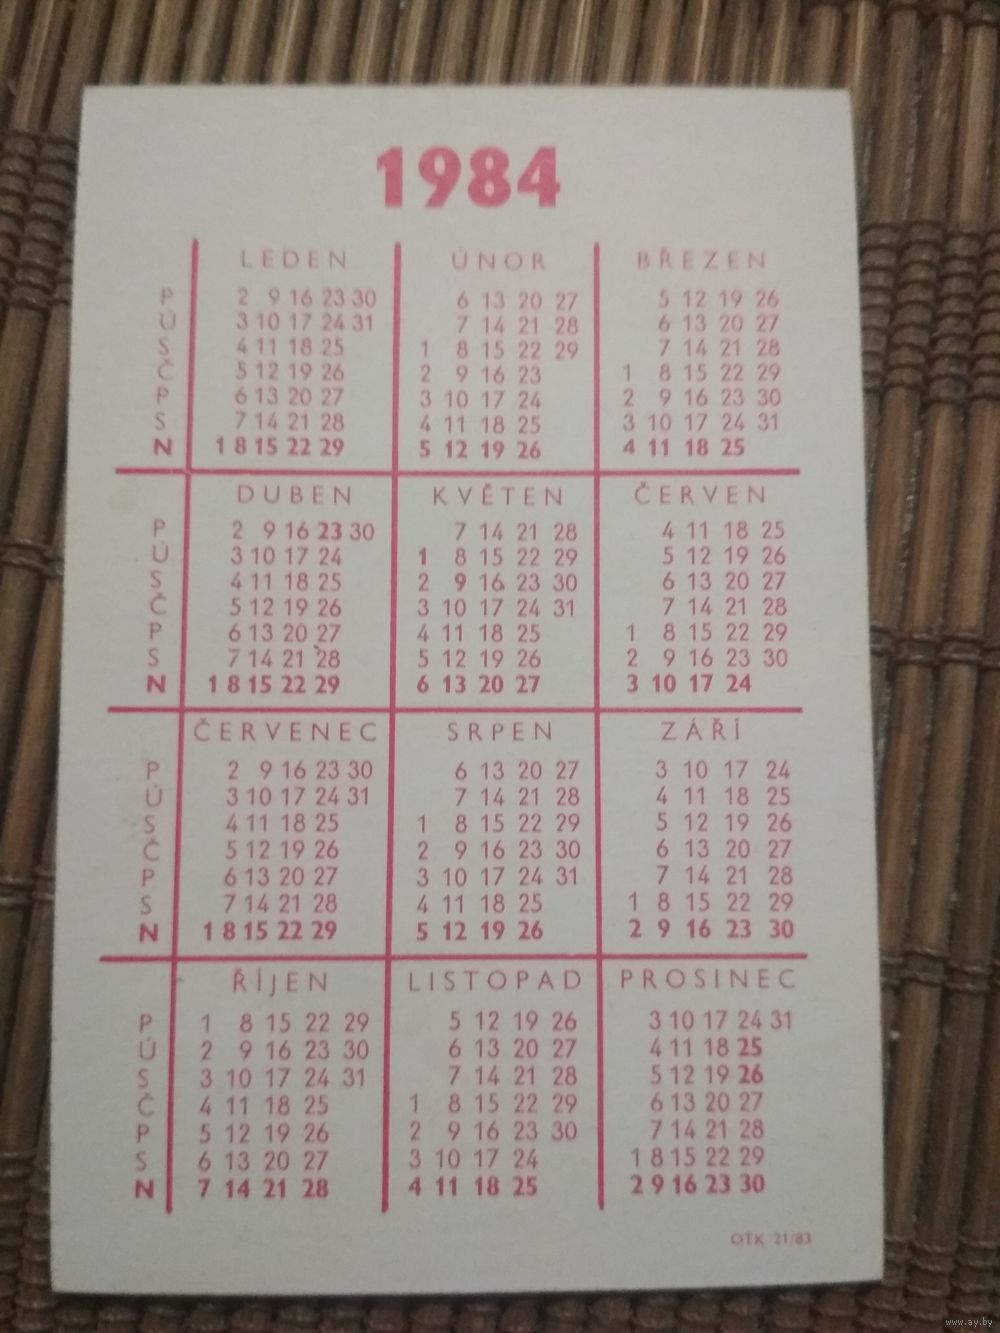 1984
LEDEN ÚNOR BŘEZEN
P 2 9 16 23 30 6 13 20 27 5 12 19 26
Ú 3 10 17 24 31 7 14 21 28 6 13 20 27
S 4 11 18 25 1 8 15 22 29 7 14 21 28
Č 5 12 19 26 2 9 16 23 1 8 15 22 29
P 6 13 20 27 3 10 17 24 2 9 16 23 30
S 7 14 21 28 4 11 18 25 3 10 17 24 31
N 1 8 15 22 29 5 12 19 26 4 11 18 25
DUBEN KVĚTEN ČERVEN
P 2 9 16 23 30 7 14 21 28 4 11 18 25
Ú 3 10 17 24 1 8 15 22 29 5 12 19 26
S 4 11 18 25 2 9 16 23 30 6 13 20 27
Č 5 12 19 26 3 10 17 24 31 7 14 21 28
P 6 13 20 27 4 11 18 25 1 8 15 22 29
S 7 14 21 28 5 12 19 26 2 9 16 23 30
N 1 8 15 22 29 6 13 20 27 3 10 17 24
ČERVENEC SRPEN ZÁŘÍ
P 2 9 16 23 30 6 13 20 27 3 10 17 24
Ú 3 10 17 24 31 7 14 21 28 4 11 18 25
S 4 11 18 25 1 8 15 22 29 5 12 19 26
Č 5 12 19 26 2 9 16 23 30 6 13 20 27
P 6 13 20 27 3 10 17 24 31 7 14 21 28
S 7 14 21 28 4 11 18 25 1 8 15 22 29
N 1 8 15 22 29 5 12 19 26 2 9 16 23 30
ŘÍJEN LISTOPAD PROSINEC
P 1 8 15 22 29 5 12 19 26 3 10 17 24 31
Ú 2 9 16 23 30 6 13 20 27 4 11 18 25
S 3 10 17 24 31 7 14 21 28 5 12 19 26
Č 4 11 18 25 1 8 15 22 29 6 13 20 27
P 5 12 19 26 2 9 16 23 30 7 14 21 28
S 6 13 20 27 3 10 17 24 1 8 15 22 29
N 7 14 21 28 4 11 18 25 2 9 16 23 30
OTK 21/83
www.ay.by